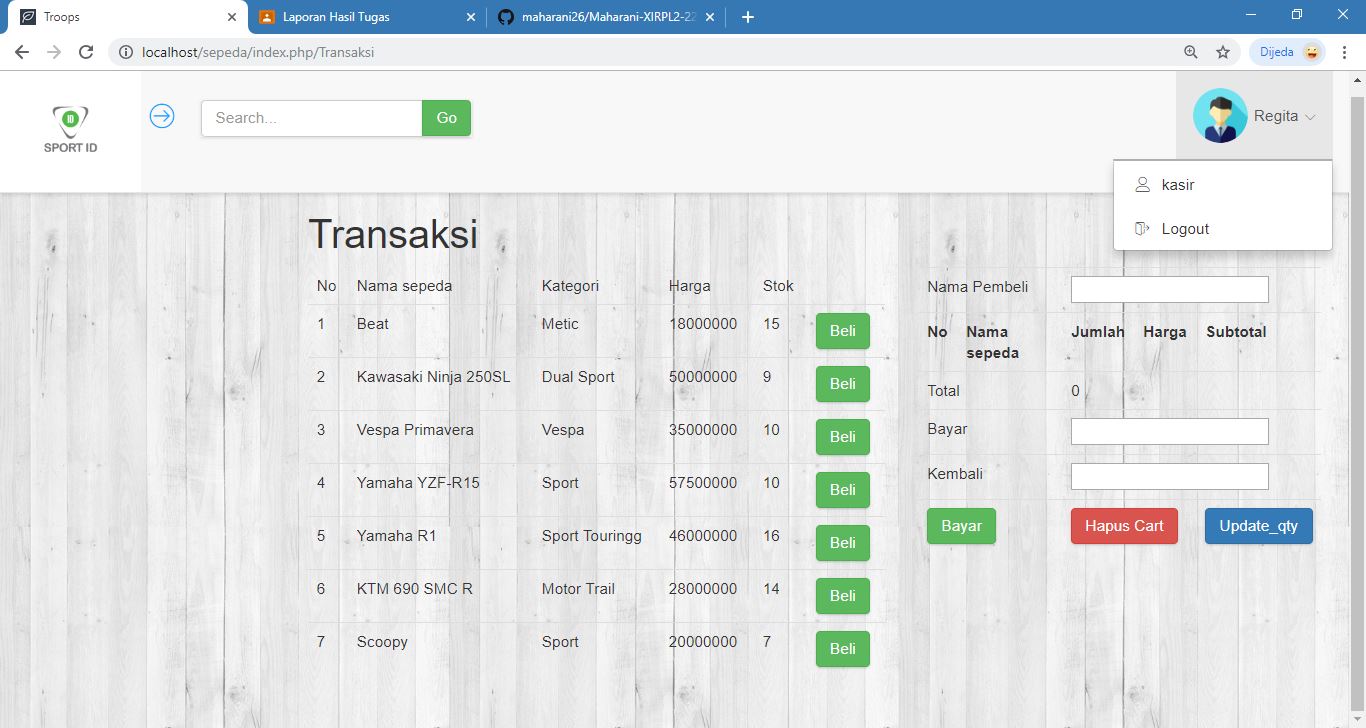 Troops
Laporan Hasil Tugas
maharani26/Maharani-XIRPL2-22
localhost/sepeda/index.php/Transaksi
Dijeda
SPORT ID
Search...
Go
Regita
kasir
Logout
Transaksi
No Nama sepeda Kategori Harga Stok
1 Beat Metic 18000000 15 Beli
2 Kawasaki Ninja 250SL Dual Sport 50000000 9 Beli
3 Vespa Primavera Vespa 35000000 10 Beli
4 Yamaha YZF-R15 Sport 57500000 10 Beli
5 Yamaha R1 Sport Touringg 46000000 16 Beli
6 KTM 690 SMC R Motor Trail 28000000 14 Beli
7 Scoopy Sport 20000000 7 Beli
Nama Pembeli
No Nama sepeda Jumlah Harga Subtotal
Total 0
Bayar
Kembali
Bayar Hapus Cart Update_qty